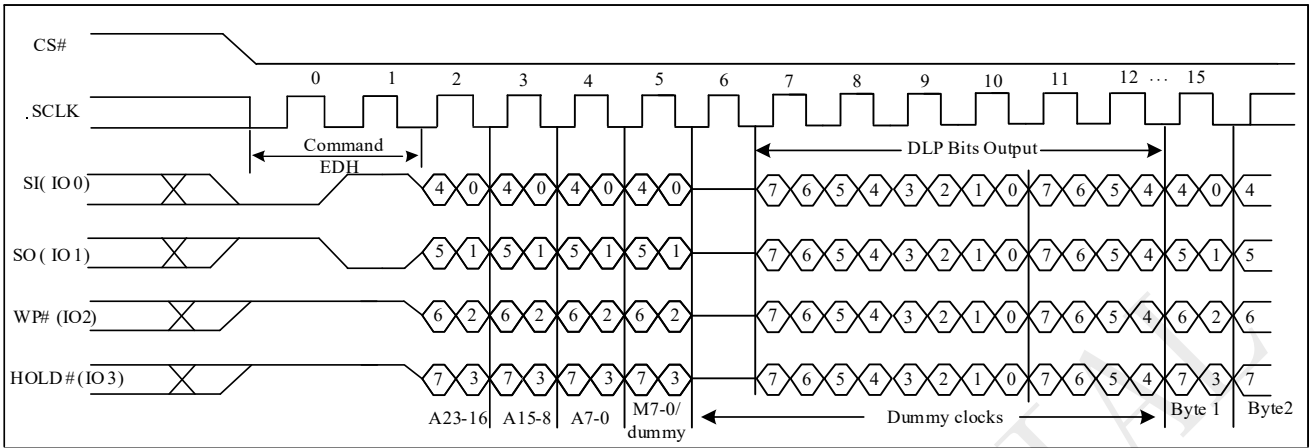 CS#
0 1 2 3 4 5 6 7 8 9 10 11 12 ... 15
.SCLK
Command
EDH
DLP Bits Output
SI( IO 0)
4 0 4 0 4 0 4 0 7 6 5 4 3 2 1 0 7 6 5 4 4 0 4
SO ( IO 1)
5 1 5 1 5 1 5 1 7 6 5 4 3 2 1 0 7 6 5 4 5 1 5
WP# (IO2)
6 2 6 2 6 2 6 2 7 6 5 4 3 2 1 0 7 6 5 4 6 2 6
HOLD # (IO 3)
7 3 7 3 7 3 7 3 7 6 5 4 3 2 1 0 7 6 5 4 7 3 7
A23-16 A15-8 A7-0 M7-0/ Dummy clocks Byte 1 Byte2
dummy